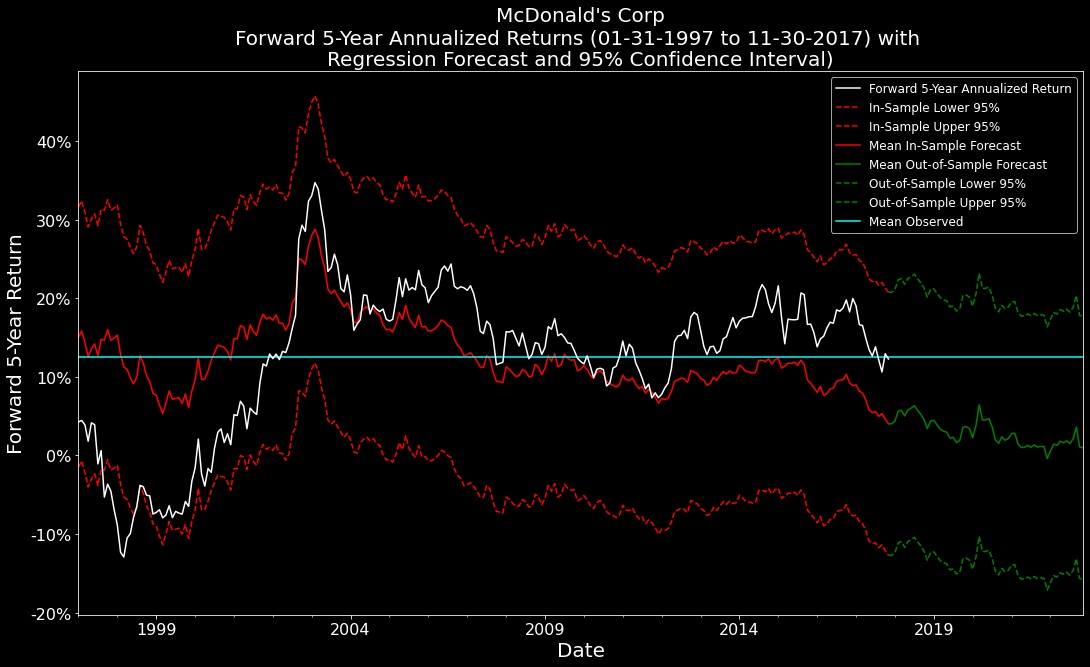 McDonald's Corp
Forward 5-Year Annualized Returns (01-31-1997 to 11-30-2017) with
Regression Forecast and 95% Confidence Interval)
Forward 5-Year Annualized Return
In-Sample Lower 95%
In-Sample Upper 95%
Mean In-Sample Forecast
Mean Out-of-Sample Forecast
Out-of-Sample Lower 95%
Out-of-Sample Upper 95%
Mean Observed
Forward 5-Year Return
40%
30%
20%
10%
0%
-10%
-20%
1999
2004
2009
2014
2019
Date